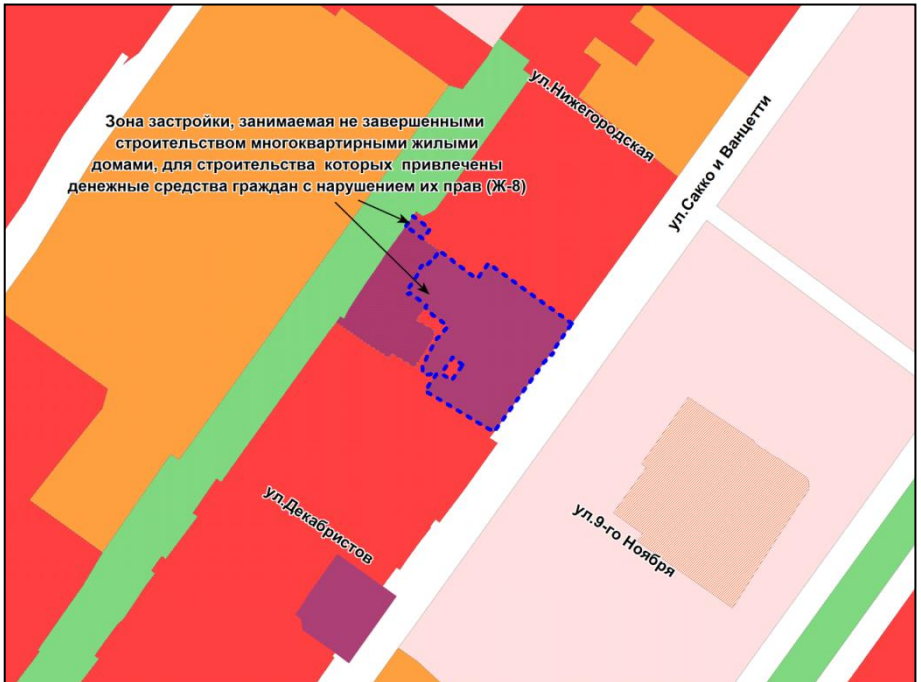 ул.Нижегородская
Зона застройки, занимаемая не завершенными
строительством многоквартирными жилыми
домами, для строительства которых привлечены
денежные средства граждан с нарушением их прав (Ж-8)
ул.Сакко и Ванцетти
ул.Декабристов
ул.9-го Ноября